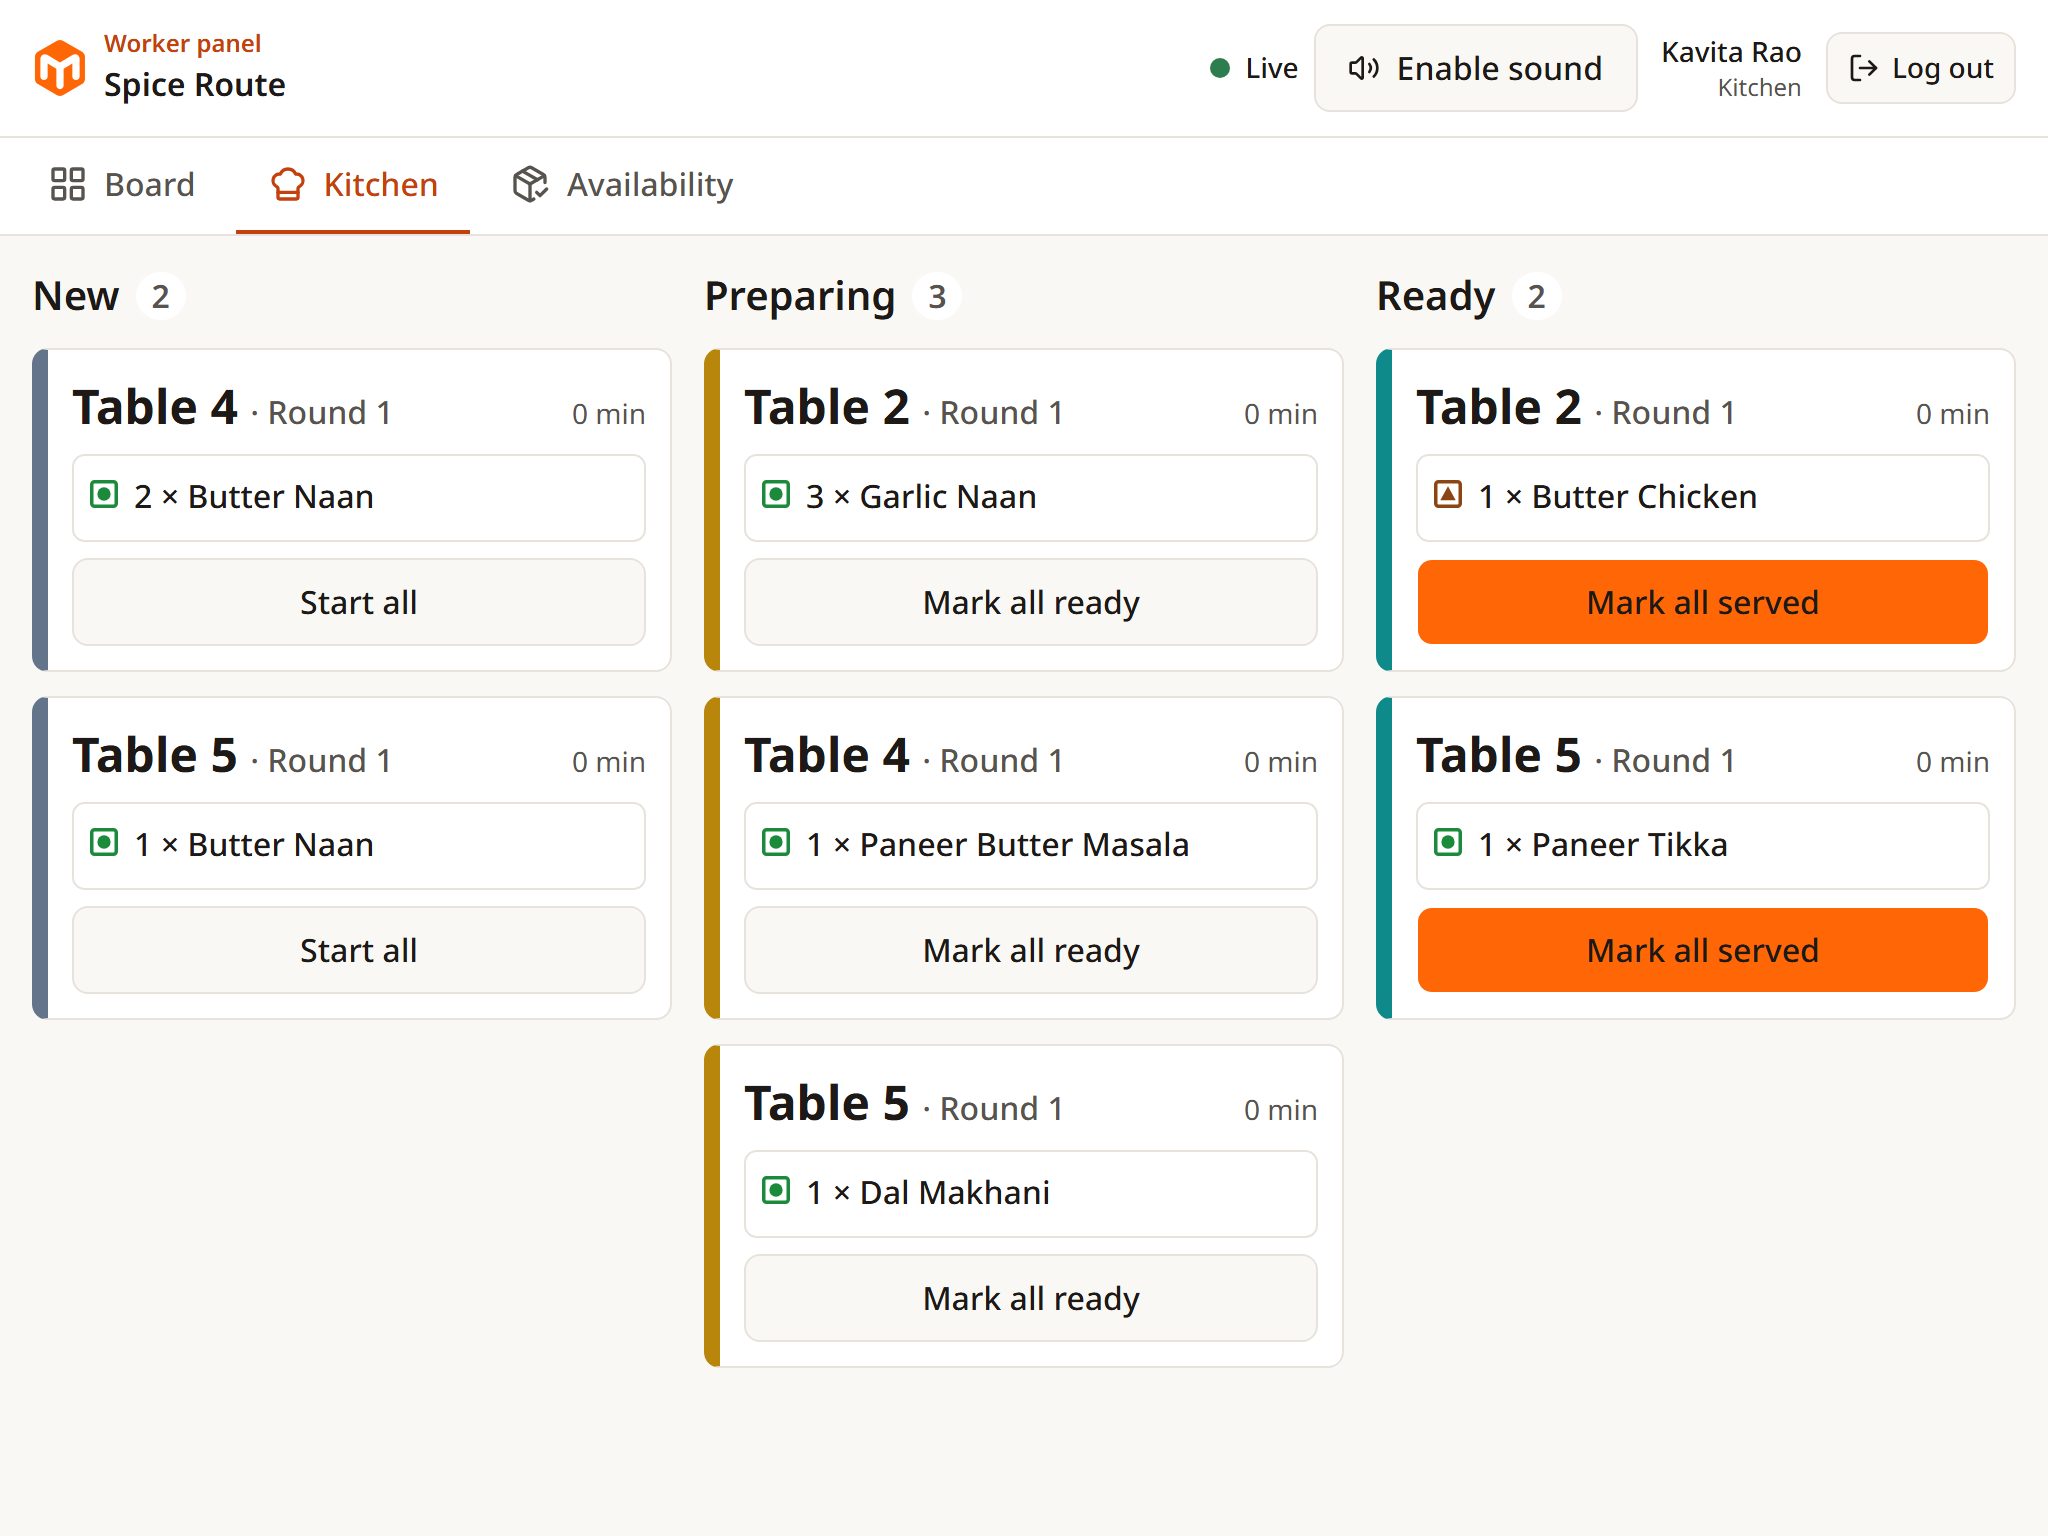 Worker panel
Spice Route
Live
Enable sound
Kavita Rao
Kitchen
Log out
Board
Kitchen
Availability
New 2
Table 4 · Round 1 0 min
2 × Butter Naan
Start all
Table 5 · Round 1 0 min
1 × Butter Naan
Start all
Preparing 3
Table 2 · Round 1 0 min
3 × Garlic Naan
Mark all ready
Table 4 · Round 1 0 min
1 × Paneer Butter Masala
Mark all ready
Table 5 · Round 1 0 min
1 × Dal Makhani
Mark all ready
Ready 2
Table 2 · Round 1 0 min
1 × Butter Chicken
Mark all served
Table 5 · Round 1 0 min
1 × Paneer Tikka
Mark all served